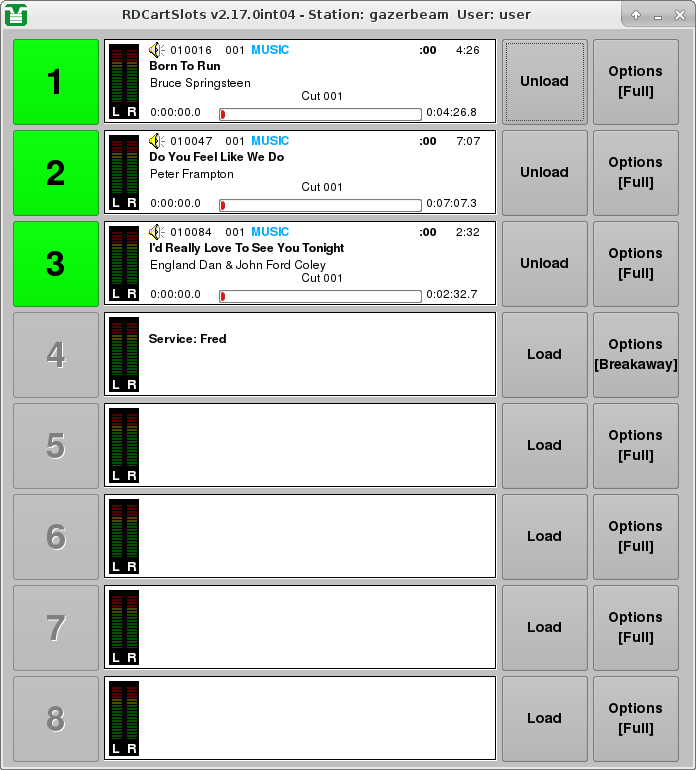 RDCartSlots v2.17.0int04 - Station: gazerbeam  User: user
1
010016 001 MUSIC :00 4:26
Born To Run
Bruce Springsteen
Cut 001
L R 0:00:00.0 0:04:26.8
Unload
Options
[Full]
2
010047 001 MUSIC :00 7:07
Do You Feel Like We Do
Peter Frampton
Cut 001
L R 0:00:00.0 0:07:07.3
Unload
Options
[Full]
3
010084 001 MUSIC :00 2:32
I'd Really Love To See You Tonight
England Dan & John Ford Coley
Cut 001
L R 0:00:00.0 0:02:32.7
Unload
Options
[Full]
4
Service: Fred
L R
Load
Options
[Breakaway]
5
L R
Load
Options
[Full]
6
L R
Load
Options
[Full]
7
L R
Load
Options
[Full]
8
L R
Load
Options
[Full]